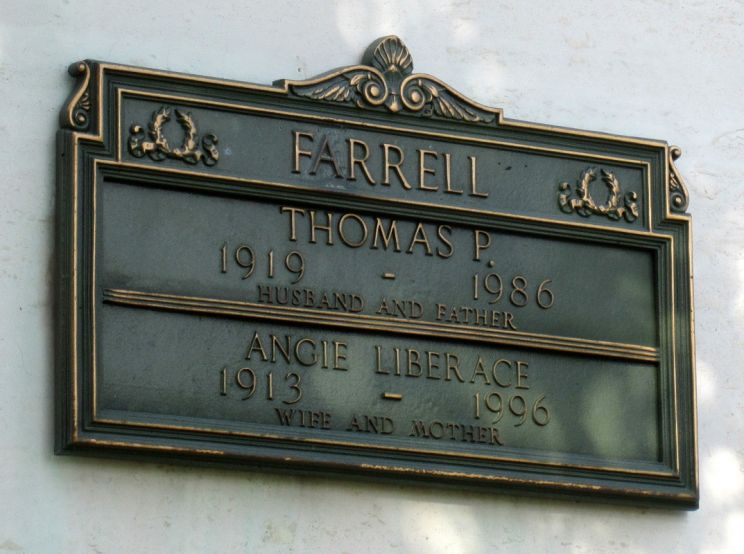 FARRELL
THOMAS P.
1919 - 1986
HUSBAND AND FATHER
ANGIE LIBERACE
1913 - 1996
WIFE AND MOTHER